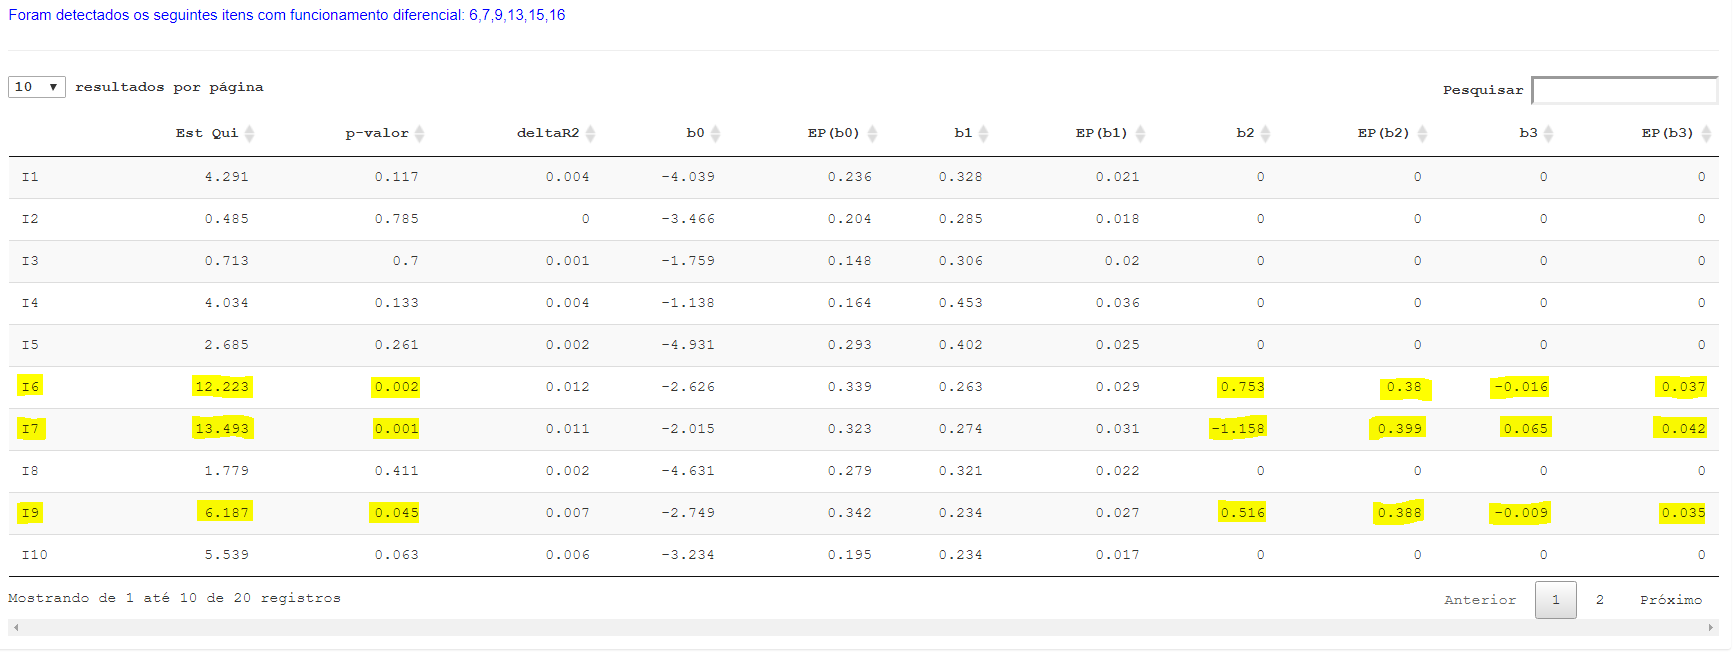 Foram detectados os seguintes itens com funcionamento diferencial: 6,7,9,13,15,16
10 resultados por página
Pesquisar
Est Qui p-valor deltaR2 b0 EP(b0) b1 EP(b1) b2 EP(b2) b3 EP(b3)
I1 4.291 0.117 0.004 -4.039 0.236 0.328 0.021 0 0 0 0
I2 0.485 0.785 0 -3.466 0.204 0.285 0.018 0 0 0 0
I3 0.713 0.7 0.001 -1.759 0.148 0.306 0.02 0 0 0 0
I4 4.034 0.133 0.004 -1.138 0.164 0.453 0.036 0 0 0 0
I5 2.685 0.261 0.002 -4.931 0.293 0.402 0.025 0 0 0 0
I6 12.223 0.002 0.012 -2.626 0.339 0.263 0.029 0.753 0.38 -0.016 0.037
I7 13.493 0.001 0.011 -2.015 0.323 0.274 0.031 -1.158 0.399 0.065 0.042
I8 1.779 0.411 0.002 -4.631 0.279 0.321 0.022 0 0 0 0
I9 6.187 0.045 0.007 -2.749 0.342 0.234 0.027 0.516 0.388 -0.009 0.035
I10 5.539 0.063 0.006 -3.234 0.195 0.234 0.017 0 0 0 0
Mostrando de 1 até 10 de 20 registros
Anterior 1 2 Próximo